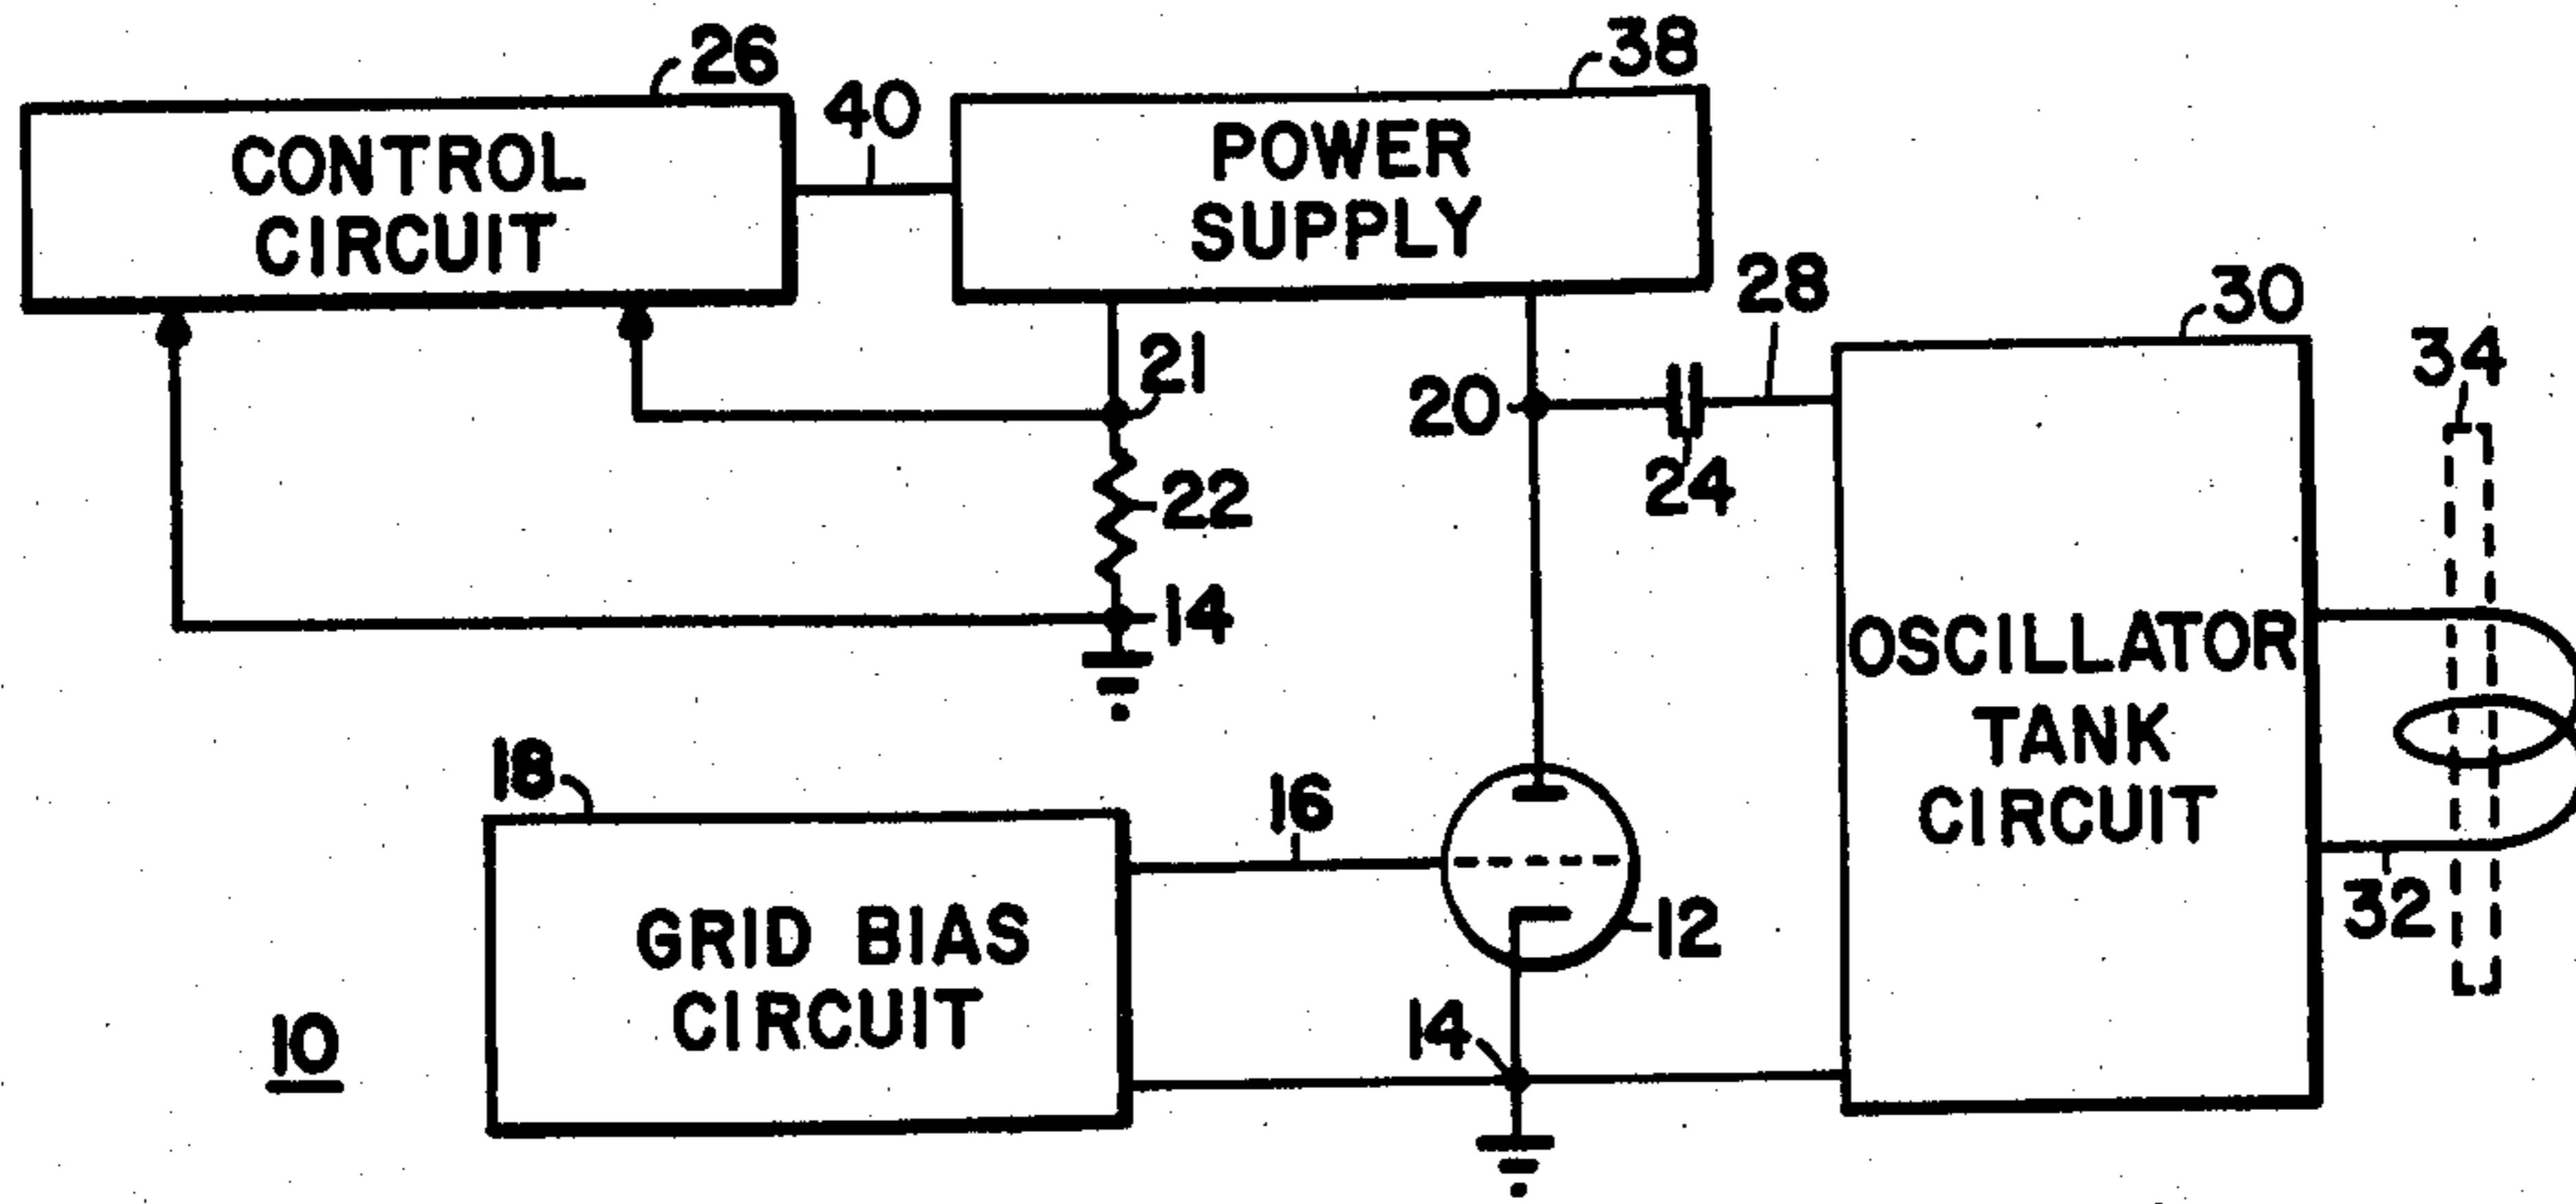 26
38
40
CONTROL
CIRCUIT
POWER
SUPPLY
28
30
34
21
20
24
22
14
OSCILLATOR
TANK
CIRCUIT
18
16
32
12
GRID BIAS
CIRCUIT
14
10